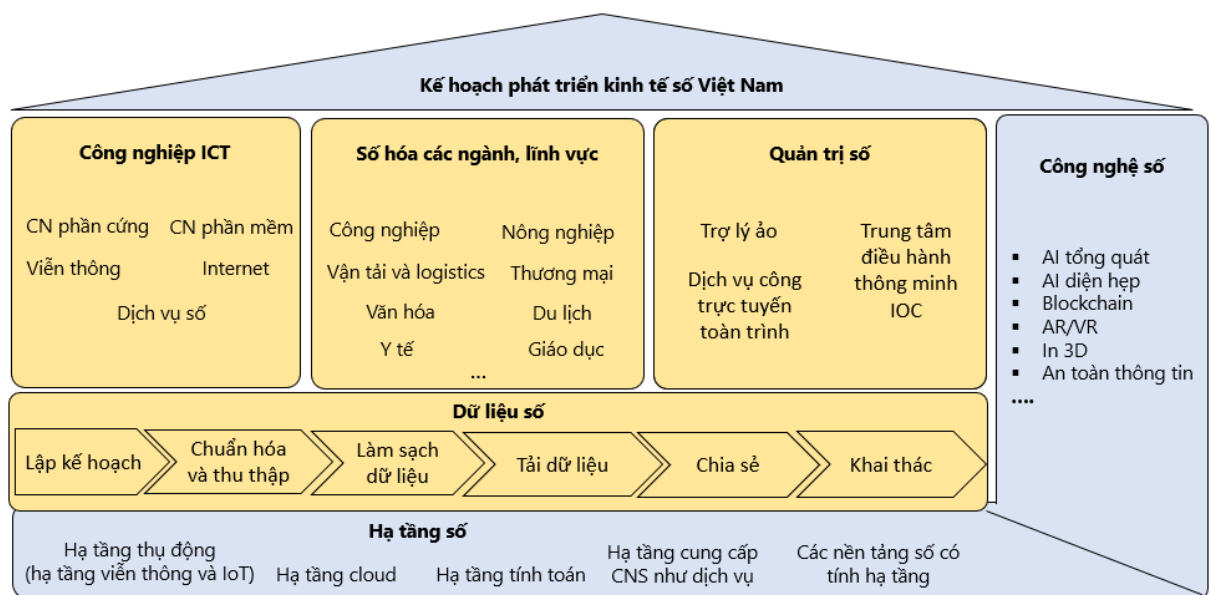 Kế hoạch phát triển kinh tế số Việt Nam
Công nghiệp ICT
CN phần cứng
CN phần mềm
Viễn thông
Internet
Dịch vụ số
Số hóa các ngành, lĩnh vực
Công nghiệp
Nông nghiệp
Vận tải và logistics
Thương mại
Văn hóa
Du lịch
Y tế
Giáo dục
...
Quản trị số
Trợ lý ảo
Dịch vụ công
trực tuyến
toàn trình
Trung tâm
điều hành
thông minh
IOC
Công nghệ số
▪ AI tổng quát
▪ AI diện hẹp
▪ Blockchain
▪ AR/VR
▪ In 3D
▪ An toàn thông tin
....
Dữ liệu số
Lập kế hoạch
Chuẩn hóa
và thu thập
Làm sạch
dữ liệu
Tải dữ liệu
Chia sẻ
Khai thác
Hạ tầng số
Hạ tầng thụ động
(hạ tầng viễn thông và IoT)
Hạ tầng cloud
Hạ tầng tính toán
Hạ tầng cung cấp
CNS như dịch vụ
Các nền tảng số có
tính hạ tầng